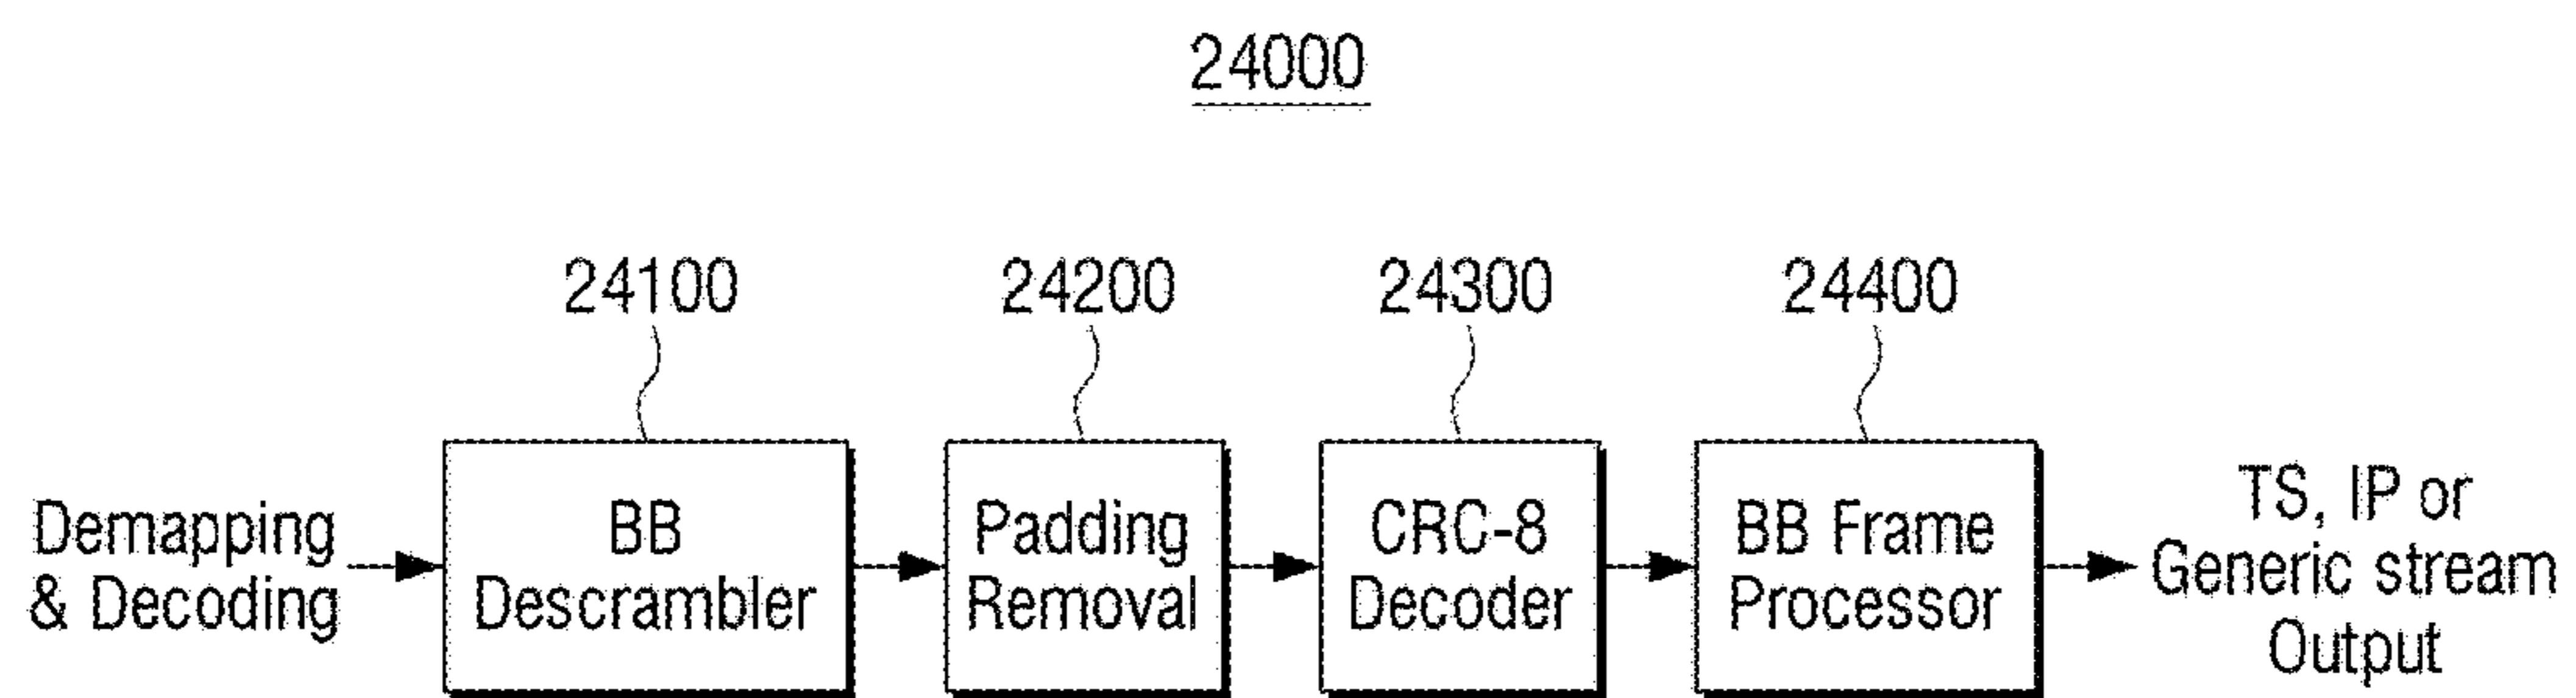 24000
24100
24200
24300
24400
Demapping
& Decoding
BB
Descrambler
Padding
Removal
CRC-8
Decoder
BB Frame
Processor
TS, IP or
Generic stream
Output